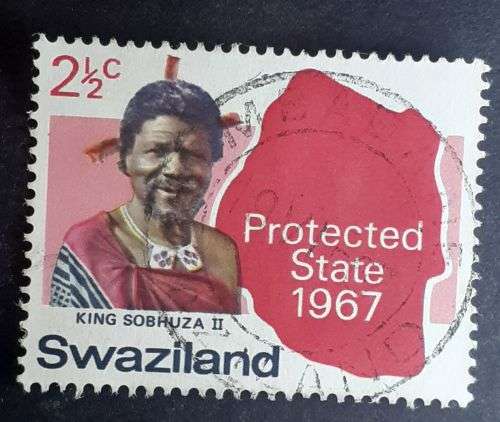 2½c
Protected
State
1967
KING SOBHUZA II
Swaziland